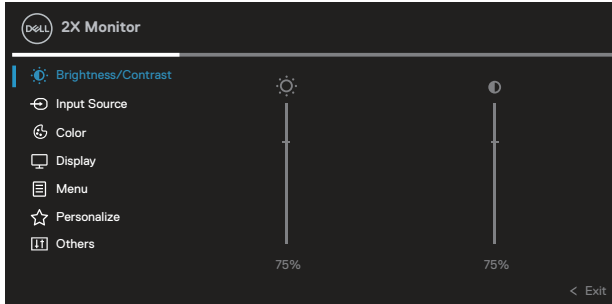 DELL 2X Monitor
Brightness/Contrast
Input Source
Color
Display
Menu
Personalize
Others
75% 75%
< Exit